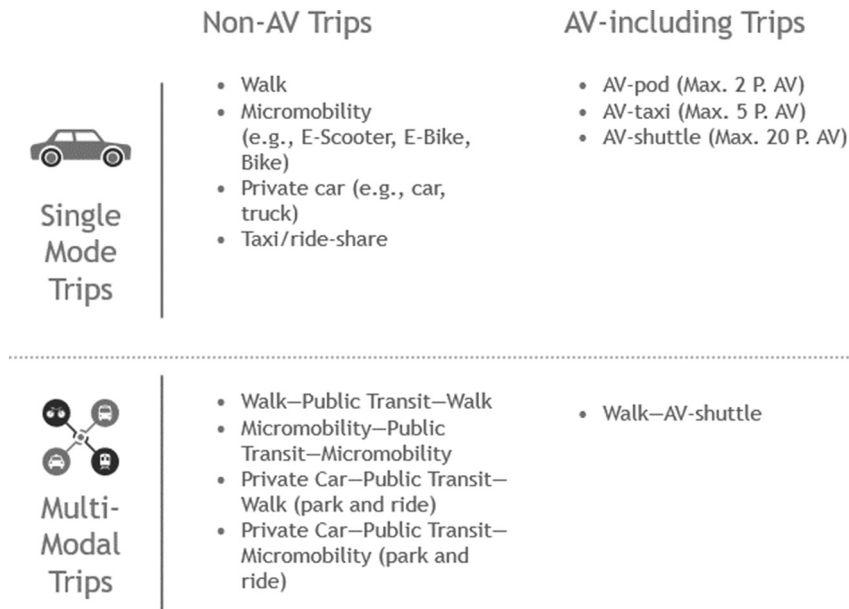 Non-AV Trips
AV-including Trips
Single
Mode
Trips
• Walk
• Micromobility
(e.g., E-Scooter, E-Bike,
Bike)
• Private car (e.g., car,
truck)
• Taxi/ride-share
• AV-pod (Max. 2 P. AV)
• AV-taxi (Max. 5 P. AV)
• AV-shuttle (Max. 20 P. AV)
Multi-
Modal
Trips
• Walk—Public Transit—Walk
• Micromobility—Public
Transit—Micromobility
• Private Car—Public Transit—
Walk (park and ride)
• Private Car—Public Transit—
Micromobility (park and
ride)
• Walk—AV-shuttle